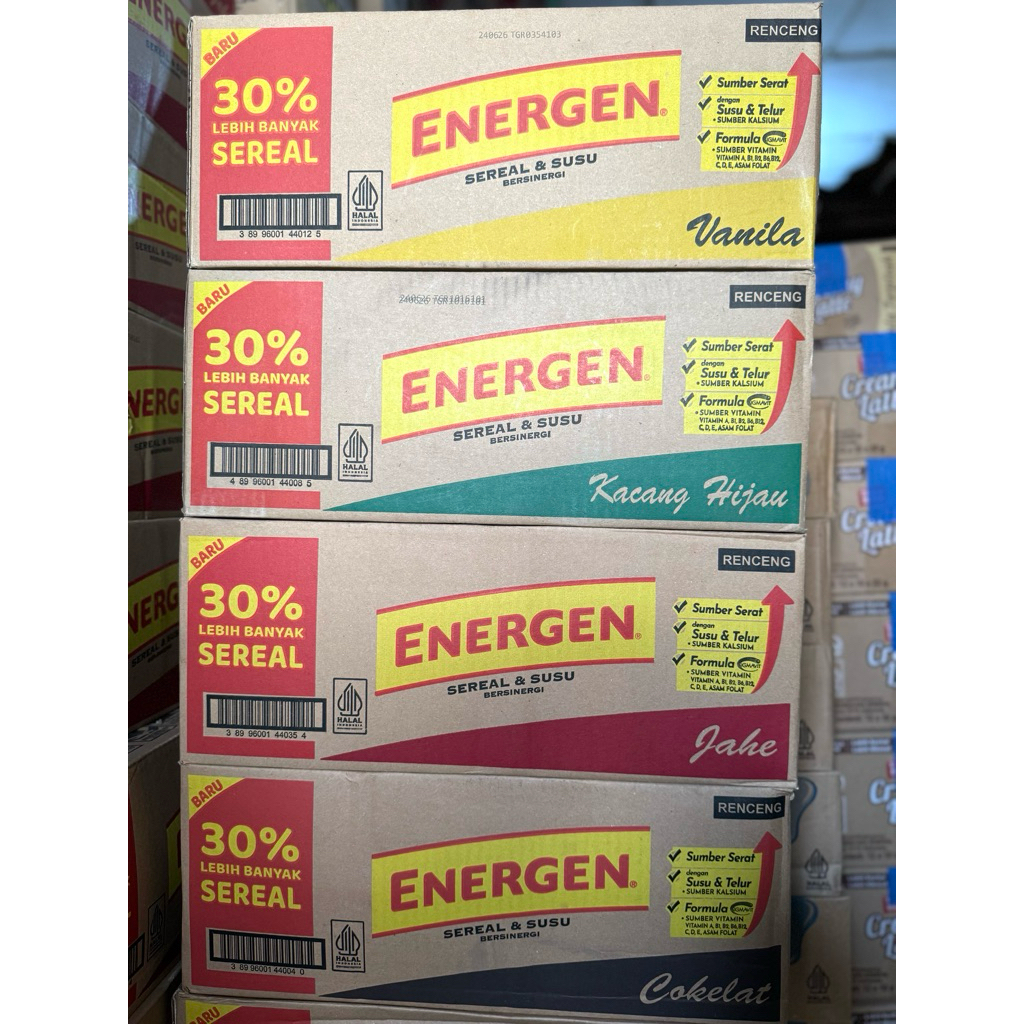 240626 TGR0354103
RENCENG
BARU
30%
LEBIH BANYAK
SEREAL
ENERGEN®
SEREAL & SUSU
BERSINERGI
Sumber Serat
dengan
Susu & Telur
• SUMBER KALSIUM
Formula
• SUMBER VITAMIN
VITAMIN A, B1, B2, B6, B12,
C, D, E, ASAM FOLAT
HALAL
INDONESIA
3 89 96001 44012 5
Vanila
RENCENG
BARU
30%
LEBIH BANYAK
SEREAL
ENERGEN®
SEREAL & SUSU
BERSINERGI
Sumber Serat
dengan
Susu & Telur
• SUMBER KALSIUM
Formula
• SUMBER VITAMIN
VITAMIN A, B1, B2, B6, B12,
C, D, E, ASAM FOLAT
HALAL
INDONESIA
4 89 96001 44008 5
Kacang Hijau
RENCENG
BARU
30%
LEBIH BANYAK
SEREAL
ENERGEN®
SEREAL & SUSU
BERSINERGI
Sumber Serat
dengan
Susu & Telur
• SUMBER KALSIUM
Formula
• SUMBER VITAMIN
VITAMIN A, B1, B2, B6, B12,
C, D, E, ASAM FOLAT
HALAL
INDONESIA
3 89 96001 44035 4
Jahe
RENCENG
BARU
30%
LEBIH BANYAK
SEREAL
ENERGEN®
SEREAL & SUSU
BERSINERGI
Sumber Serat
dengan
Susu & Telur
• SUMBER KALSIUM
Formula
• SUMBER VITAMIN
VITAMIN A, B1, B2, B6, B12,
C, D, E, ASAM FOLAT
HALAL
INDONESIA
3 89 96001 44004 0
Cokelat
BARU